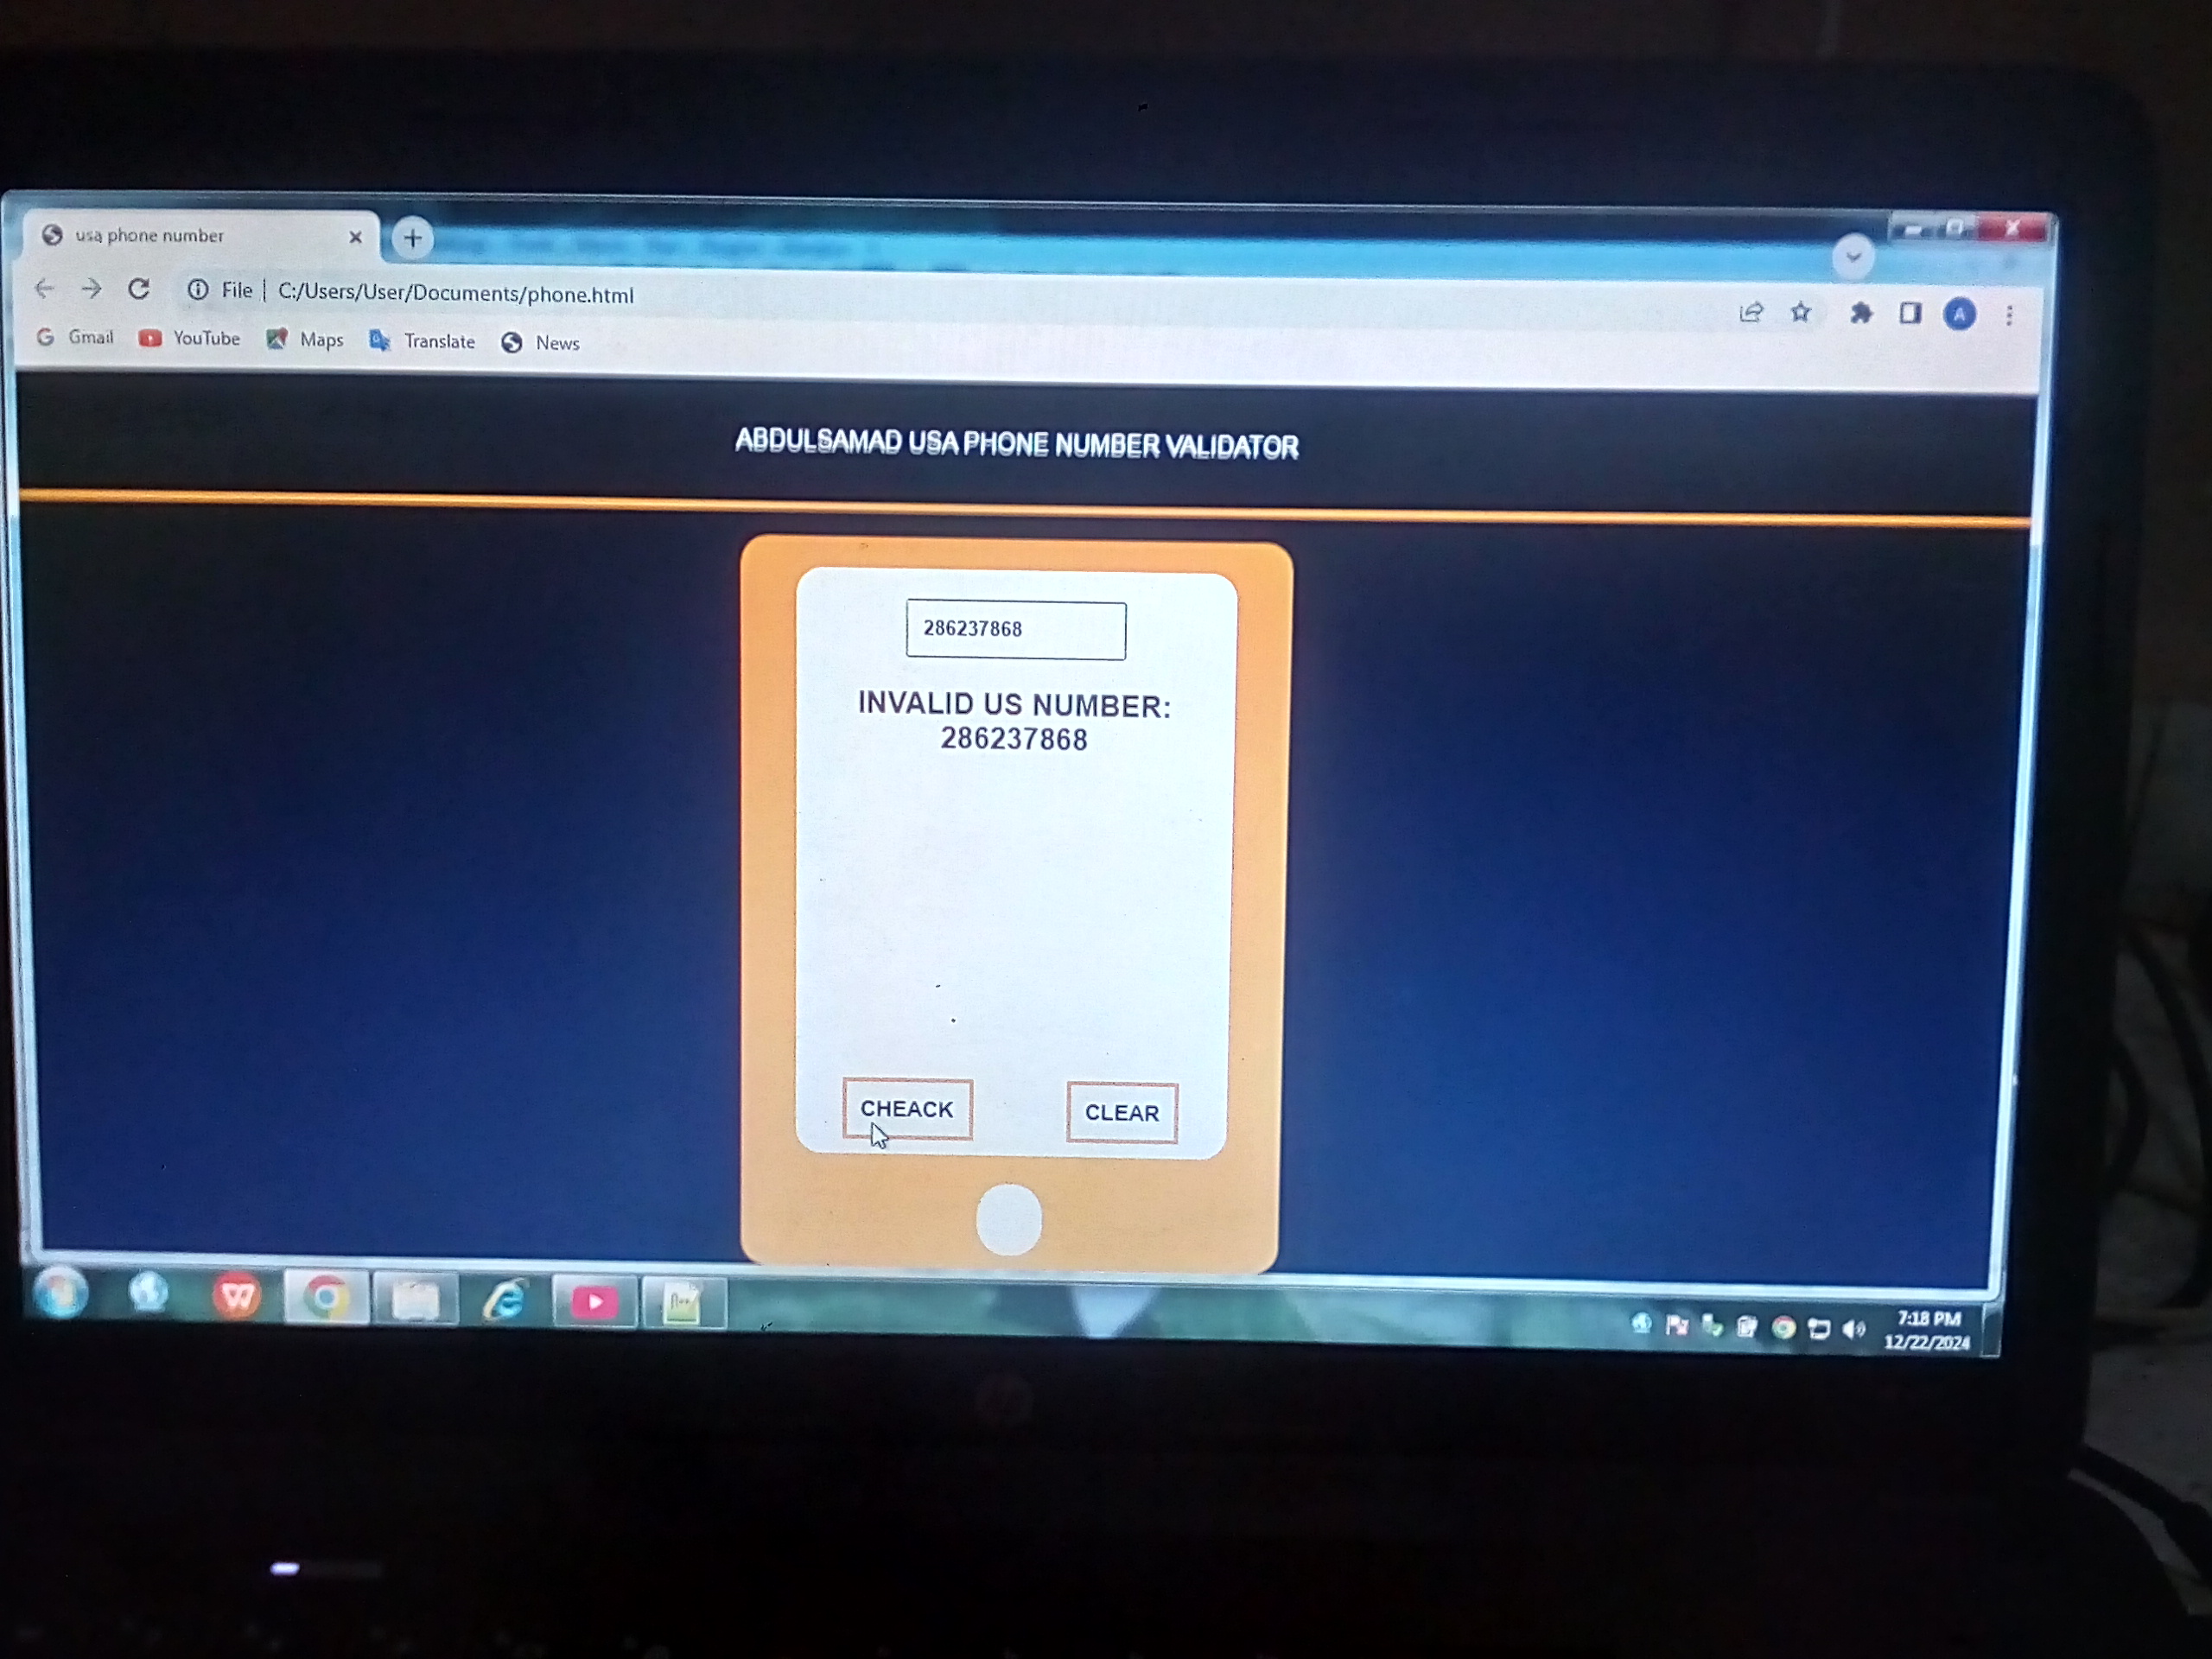 usa phone number
File | C:/Users/User/Documents/phone.html
A
Gmail YouTube Maps Translate News
ABDULSAMAD USA PHONE NUMBER VALIDATOR
286237868
INVALID US NUMBER:
286237868
CHEACK CLEAR
7:18 PM
12/22/2024